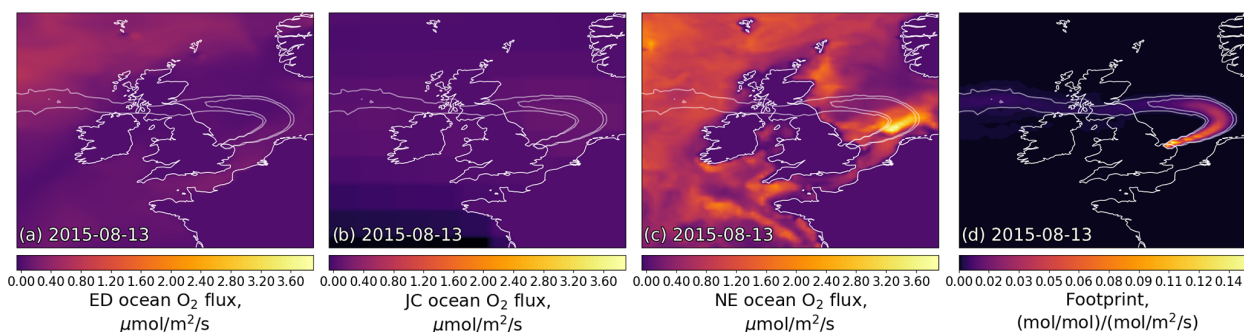 (a) 2015-08-13
(b) 2015-08-13
(c) 2015-08-13
(d) 2015-08-13
0.00 0.40 0.80 1.20 1.60 2.00 2.40 2.80 3.20 3.60
0.00 0.40 0.80 1.20 1.60 2.00 2.40 2.80 3.20 3.60
0.00 0.40 0.80 1.20 1.60 2.00 2.40 2.80 3.20 3.60
0.00 0.02 0.03 0.05 0.06 0.08 0.09 0.11 0.12 0.14
ED ocean O₂ flux,
μmol/m²/s
JC ocean O₂ flux,
μmol/m²/s
NE ocean O₂ flux,
μmol/m²/s
Footprint,
(mol/mol)/(mol/m²/s)